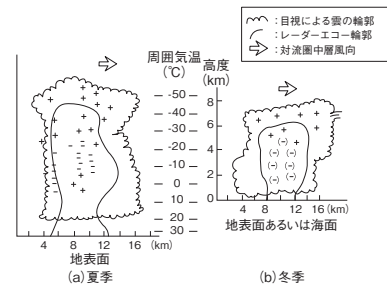 ：目視による雲の輪郭
：レーダーエコー輪郭
：対流圏中層風向
周囲気温
(℃)
-50
-40
-30
-20
-10
0
10
20
30
4 8 12 16 (km)
地表面
(a)夏季
高度
(km)
8
6
4
2
0
4 8 12 16 (km)
地表面あるいは海面
(b)冬季